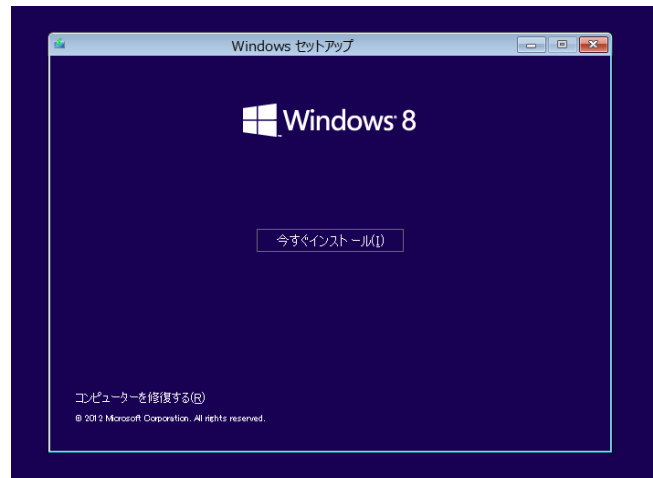 Windows セットアップ
Windows 8
今すぐインストール(I)
コンピューターを修復する(R)
© 2012 Microsoft Corporation. All rights reserved.